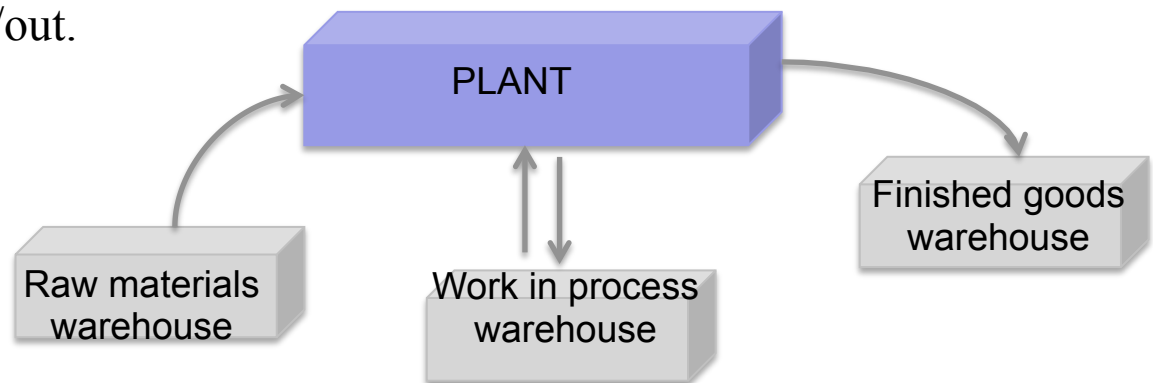 /out.
PLANT
Finished goods
warehouse
Raw materials
warehouse
Work in process
warehouse